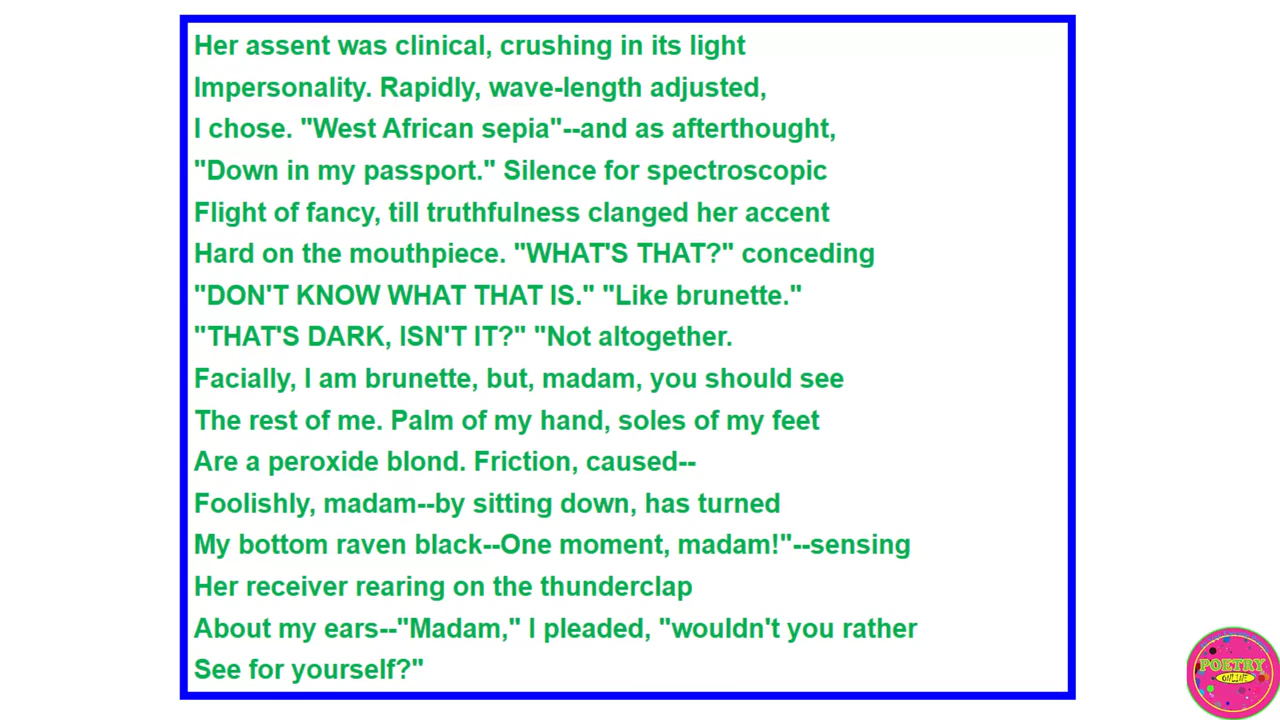 Her assent was clinical, crushing in its light
Impersonality. Rapidly, wave-length adjusted,
I chose. "West African sepia"--and as afterthought,
"Down in my passport." Silence for spectroscopic
Flight of fancy, till truthfulness clanged her accent
Hard on the mouthpiece. "WHAT'S THAT?" conceding
"DON'T KNOW WHAT THAT IS." "Like brunette."
"THAT'S DARK, ISN'T IT?" "Not altogether.
Facially, I am brunette, but, madam, you should see
The rest of me. Palm of my hand, soles of my feet
Are a peroxide blond. Friction, caused--
Foolishly, madam--by sitting down, has turned
My bottom raven black--One moment, madam!"--sensing
Her receiver rearing on the thunderclap
About my ears--"Madam," I pleaded, "wouldn't you rather
See for yourself?"
POETRY
ONLINE